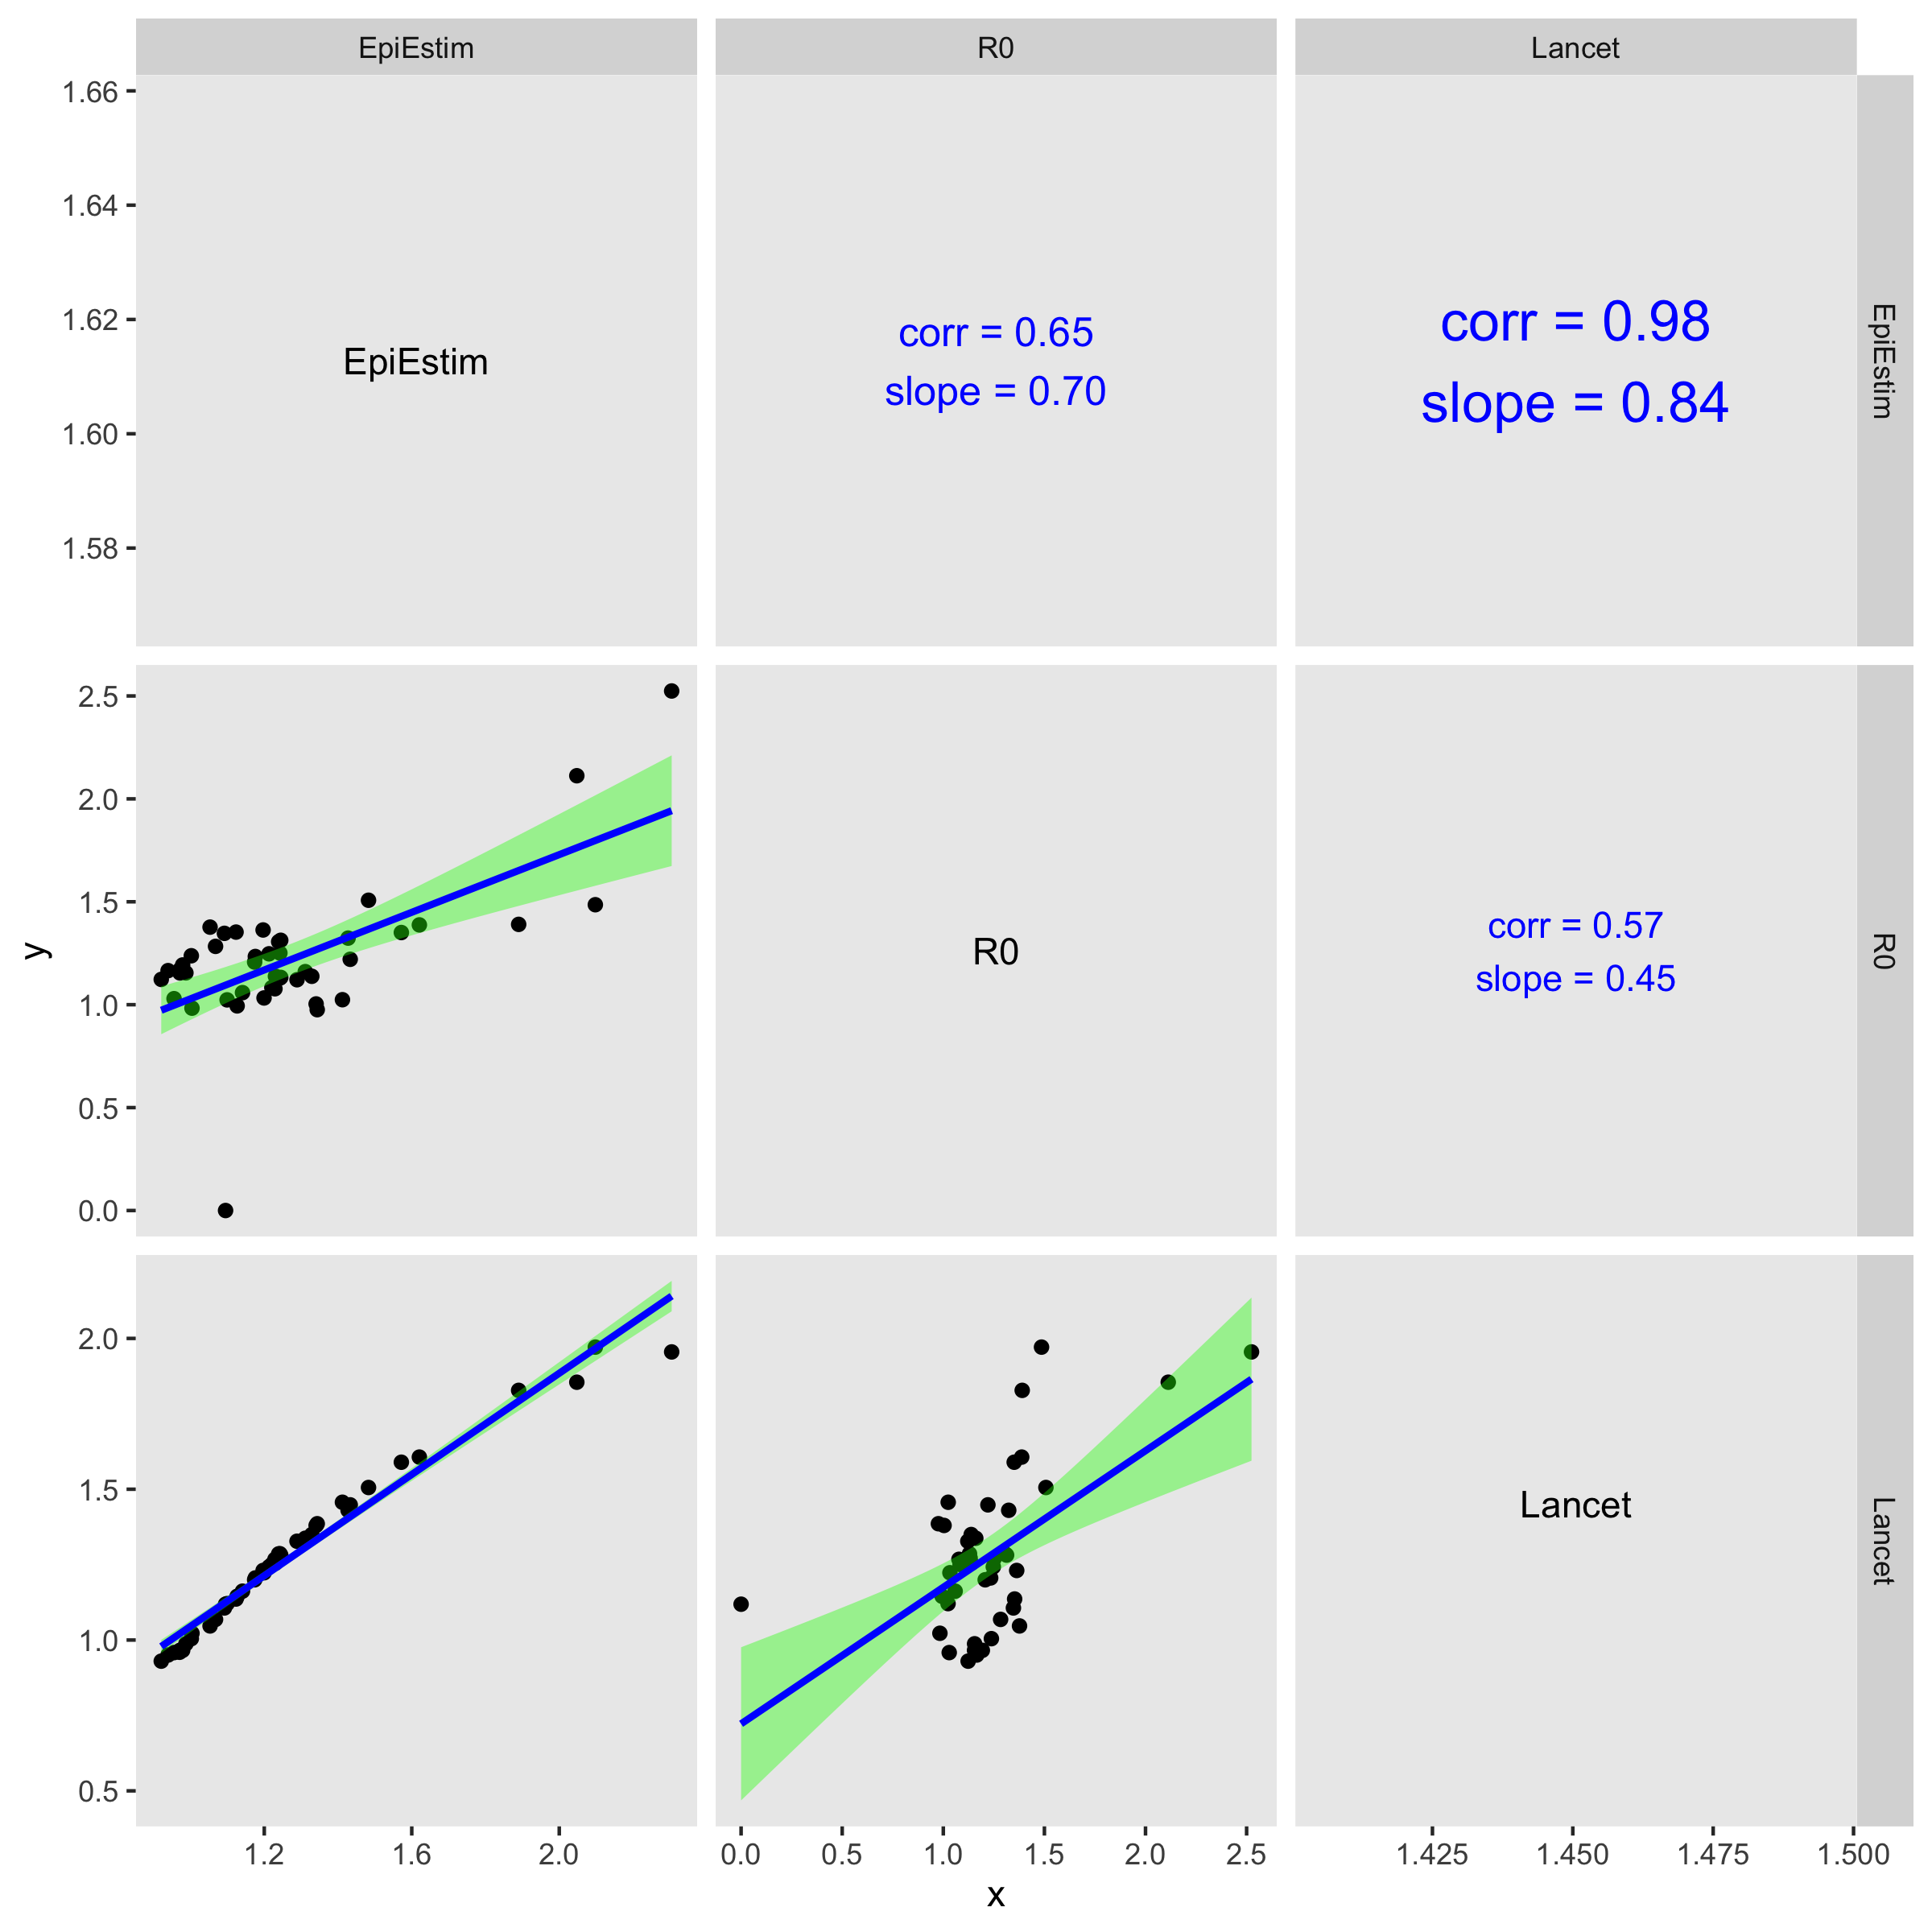 EpiEstim R0 Lancet
1.66
1.64
1.62
1.60
1.58
EpiEstim
corr = 0.65
slope = 0.70
corr = 0.98
slope = 0.84
EpiEstim
y
2.5
2.0
1.5
1.0
0.5
0.0
R0
corr = 0.57
slope = 0.45
R0
2.0
1.5
1.0
0.5
Lancet
Lancet
1.2 1.6 2.0 0.0 0.5 1.0 1.5 2.0 2.5 1.425 1.450 1.475 1.500
x